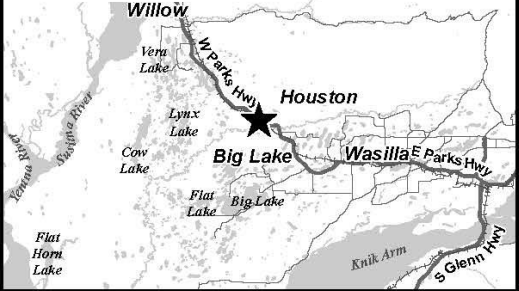 Willow
W Parks Hwy
Vera
Lake
Houston
Lynx
Lake
Susitna River
Yentna River
Cow
Lake
Big Lake
Wasilla
E Parks Hwy
Flat
Lake
Big Lake
Flat
Horn
Lake
Knik Arm
S Glenn Hwy